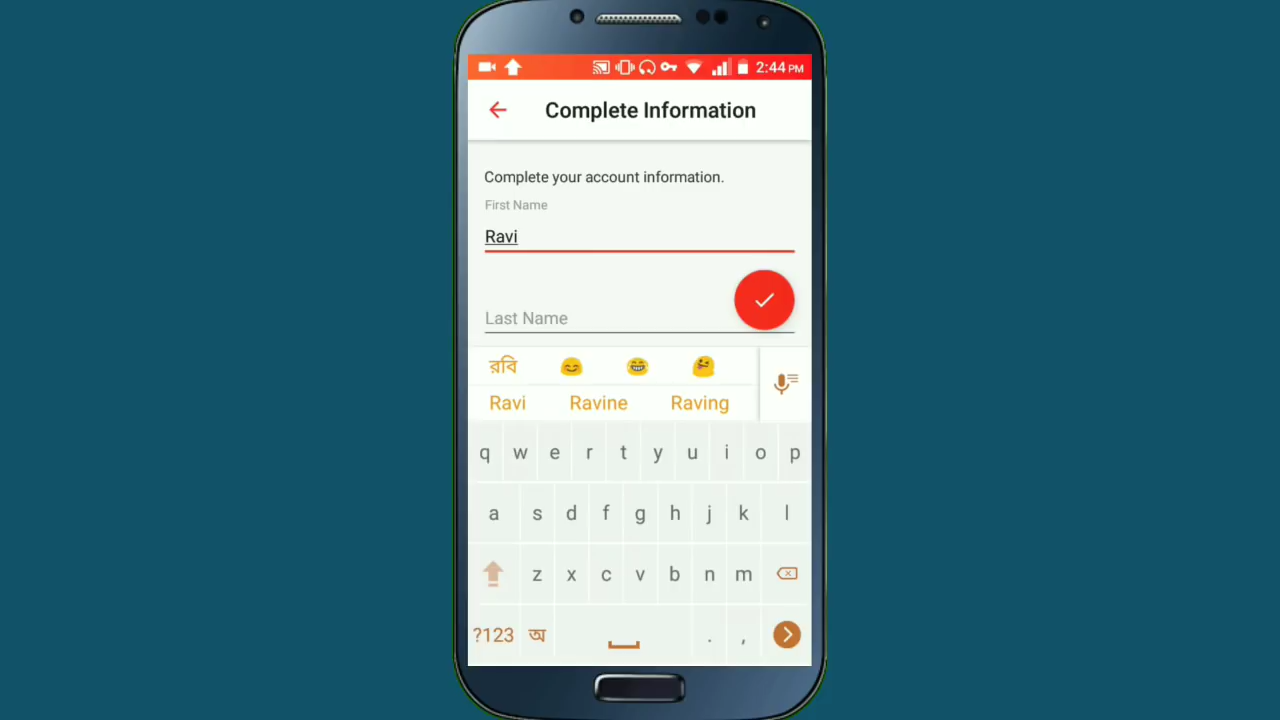 2:44 PM
Complete Information
Complete your account information.
First Name
Ravi
Last Name
রবি
Ravi Ravine Raving
q w e r t y u i o p
a s d f g h j k l
z x c v b n m
?123 অ . ,